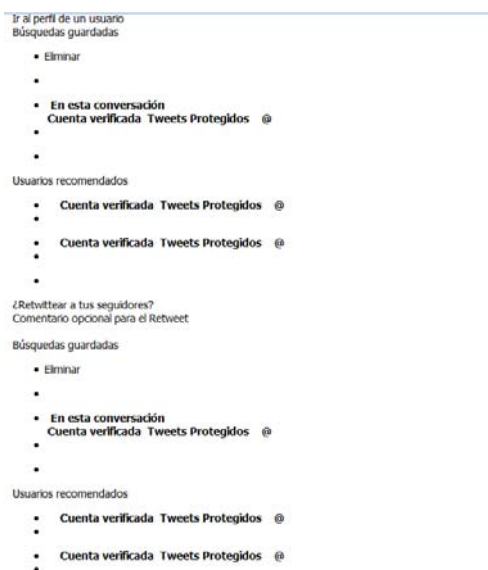 Ir al perfil de un usuario
Búsquedas guardadas
• Eliminar
•
• En esta conversación
Cuenta verificada Tweets Protegidos @
•
•
Usuarios recomendados
• Cuenta verificada Tweets Protegidos @
•
• Cuenta verificada Tweets Protegidos @
•
•
¿Retwittear a tus seguidores?
Comentario opcional para el Retweet
Búsquedas guardadas
• Eliminar
•
• En esta conversación
Cuenta verificada Tweets Protegidos @
•
•
Usuarios recomendados
• Cuenta verificada Tweets Protegidos @
•
• Cuenta verificada Tweets Protegidos @
•